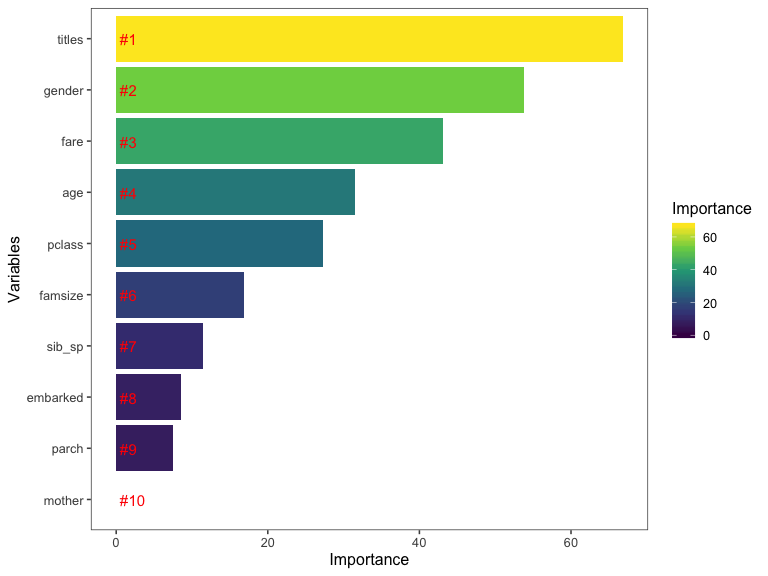 titles #1
gender #2
fare #3
age #4
pclass #5
famsize #6
sib_sp #7
embarked #8
parch #9
mother #10
0 20 40 60
Importance
Variables
Importance
60
40
20
0